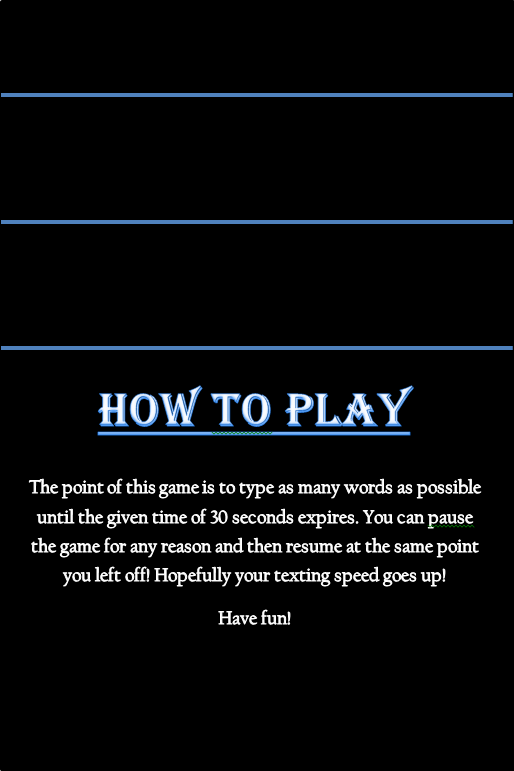 HOW TO PLAY
The point of this game is to type as many words as possible
until the given time of 30 seconds expires. You can pause
the game for any reason and then resume at the same point
you left off! Hopefully your texting speed goes up!
Have fun!